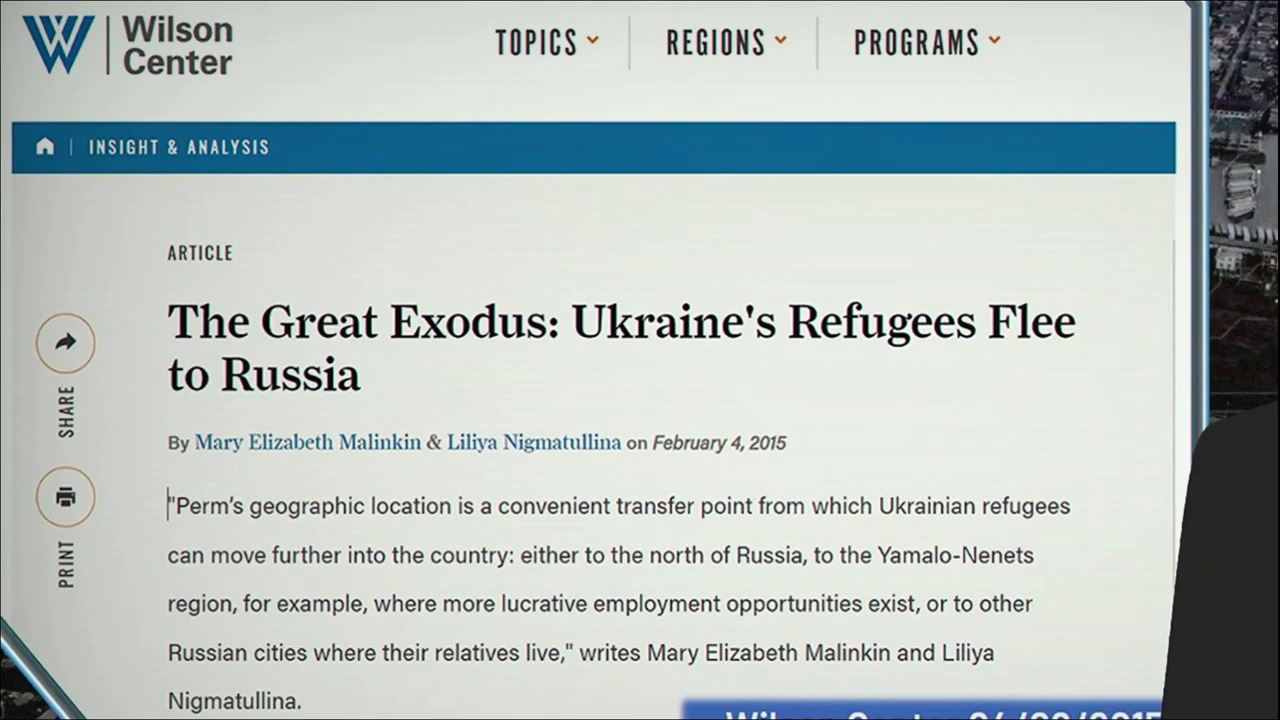 Wilson
Center
TOPICS
REGIONS
PROGRAMS
INSIGHT & ANALYSIS
ARTICLE
The Great Exodus: Ukraine's Refugees Flee
to Russia
By Mary Elizabeth Malinkin & Liliya Nigmatullina on February 4, 2015
SHARE
"Perm’s geographic location is a convenient transfer point from which Ukrainian refugees
can move further into the country: either to the north of Russia, to the Yamalo-Nenets
PRINT
region, for example, where more lucrative employment opportunities exist, or to other
Russian cities where their relatives live," writes Mary Elizabeth Malinkin and Liliya
Nigmatullina.
Wilson Center